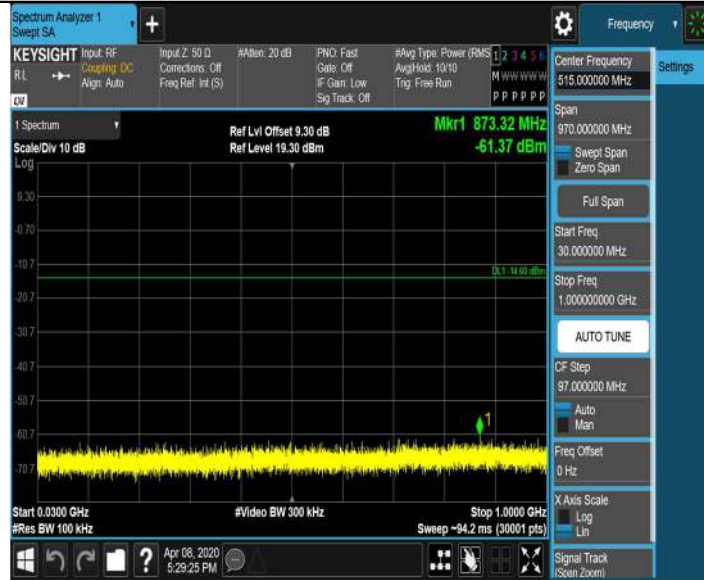 Spectrum Analyzer 1
Swept SA
+
Frequency
KEYSIGHT
Input: RF
Coupling: DC
Align: Auto
Input Z: 50 Ω
Corrections: Off
Freq Ref: Int (S)
#Atten: 20 dB
PNO: Fast
Gate: Off
IF Gain: Low
Sig Track: Off
#Avg Type: Power (RMS
Avg|Hold: 10/10
Trig: Free Run
1 2 3 4 5 6
M W W W W W
P P P P P P
RL
1 Spectrum
Scale/Div 10 dB
Log
Ref Lvl Offset 9.30 dB
Ref Level 19.30 dBm
Mkr1 873.32 MHz
-61.37 dBm
9.30
-0.70
-10.7
DL1 -14.60 dBm
-20.7
-30.7
-40.7
-50.7
1
-60.7
-70.7
Start 0.0300 GHz
#Res BW 100 kHz
#Video BW 300 kHz
Stop 1.0000 GHz
Sweep ~94.2 ms (30001 pts)
?
Apr 08, 2020
5:29:25 PM
Center Frequency
515.000000 MHz
Span
970.000000 MHz
Swept Span
Zero Span
Full Span
Start Freq
30.000000 MHz
Stop Freq
1.000000000 GHz
AUTO TUNE
CF Step
97.000000 MHz
Auto
Man
Freq Offset
0 Hz
X Axis Scale
Log
Lin
Signal Track
(Span Zoom)
Settings